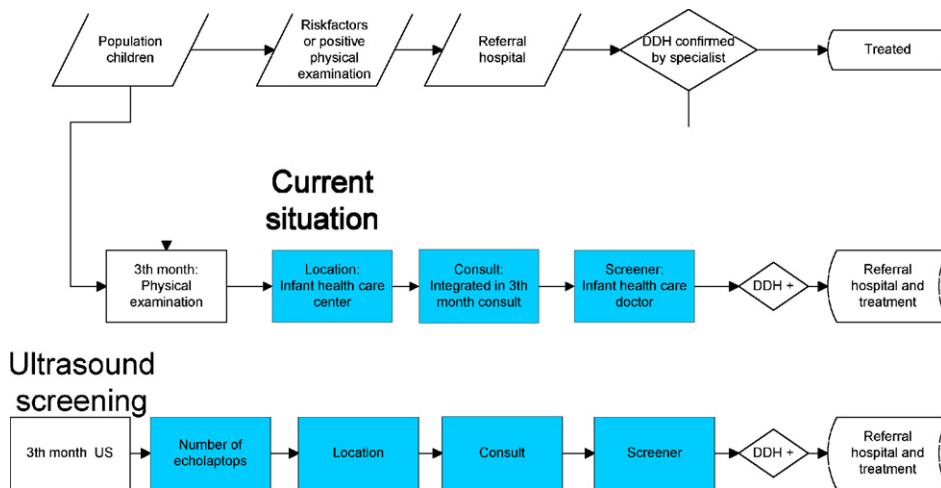 Population
children
Riskfactors
or positive
physical
examination
Referral
hospital
DDH confirmed
by specialist
Treated
Current
situation
3th month:
Physical
examination
Location:
Infant health care
center
Consult:
Integrated in 3th
month consult
Screener:
Infant health care
doctor
DDH +
Referral
hospital and
treatment
Ultrasound
screening
3th month US
Number of
echolaptops
Location
Consult
Screener
DDH +
Referral
hospital and
treatment